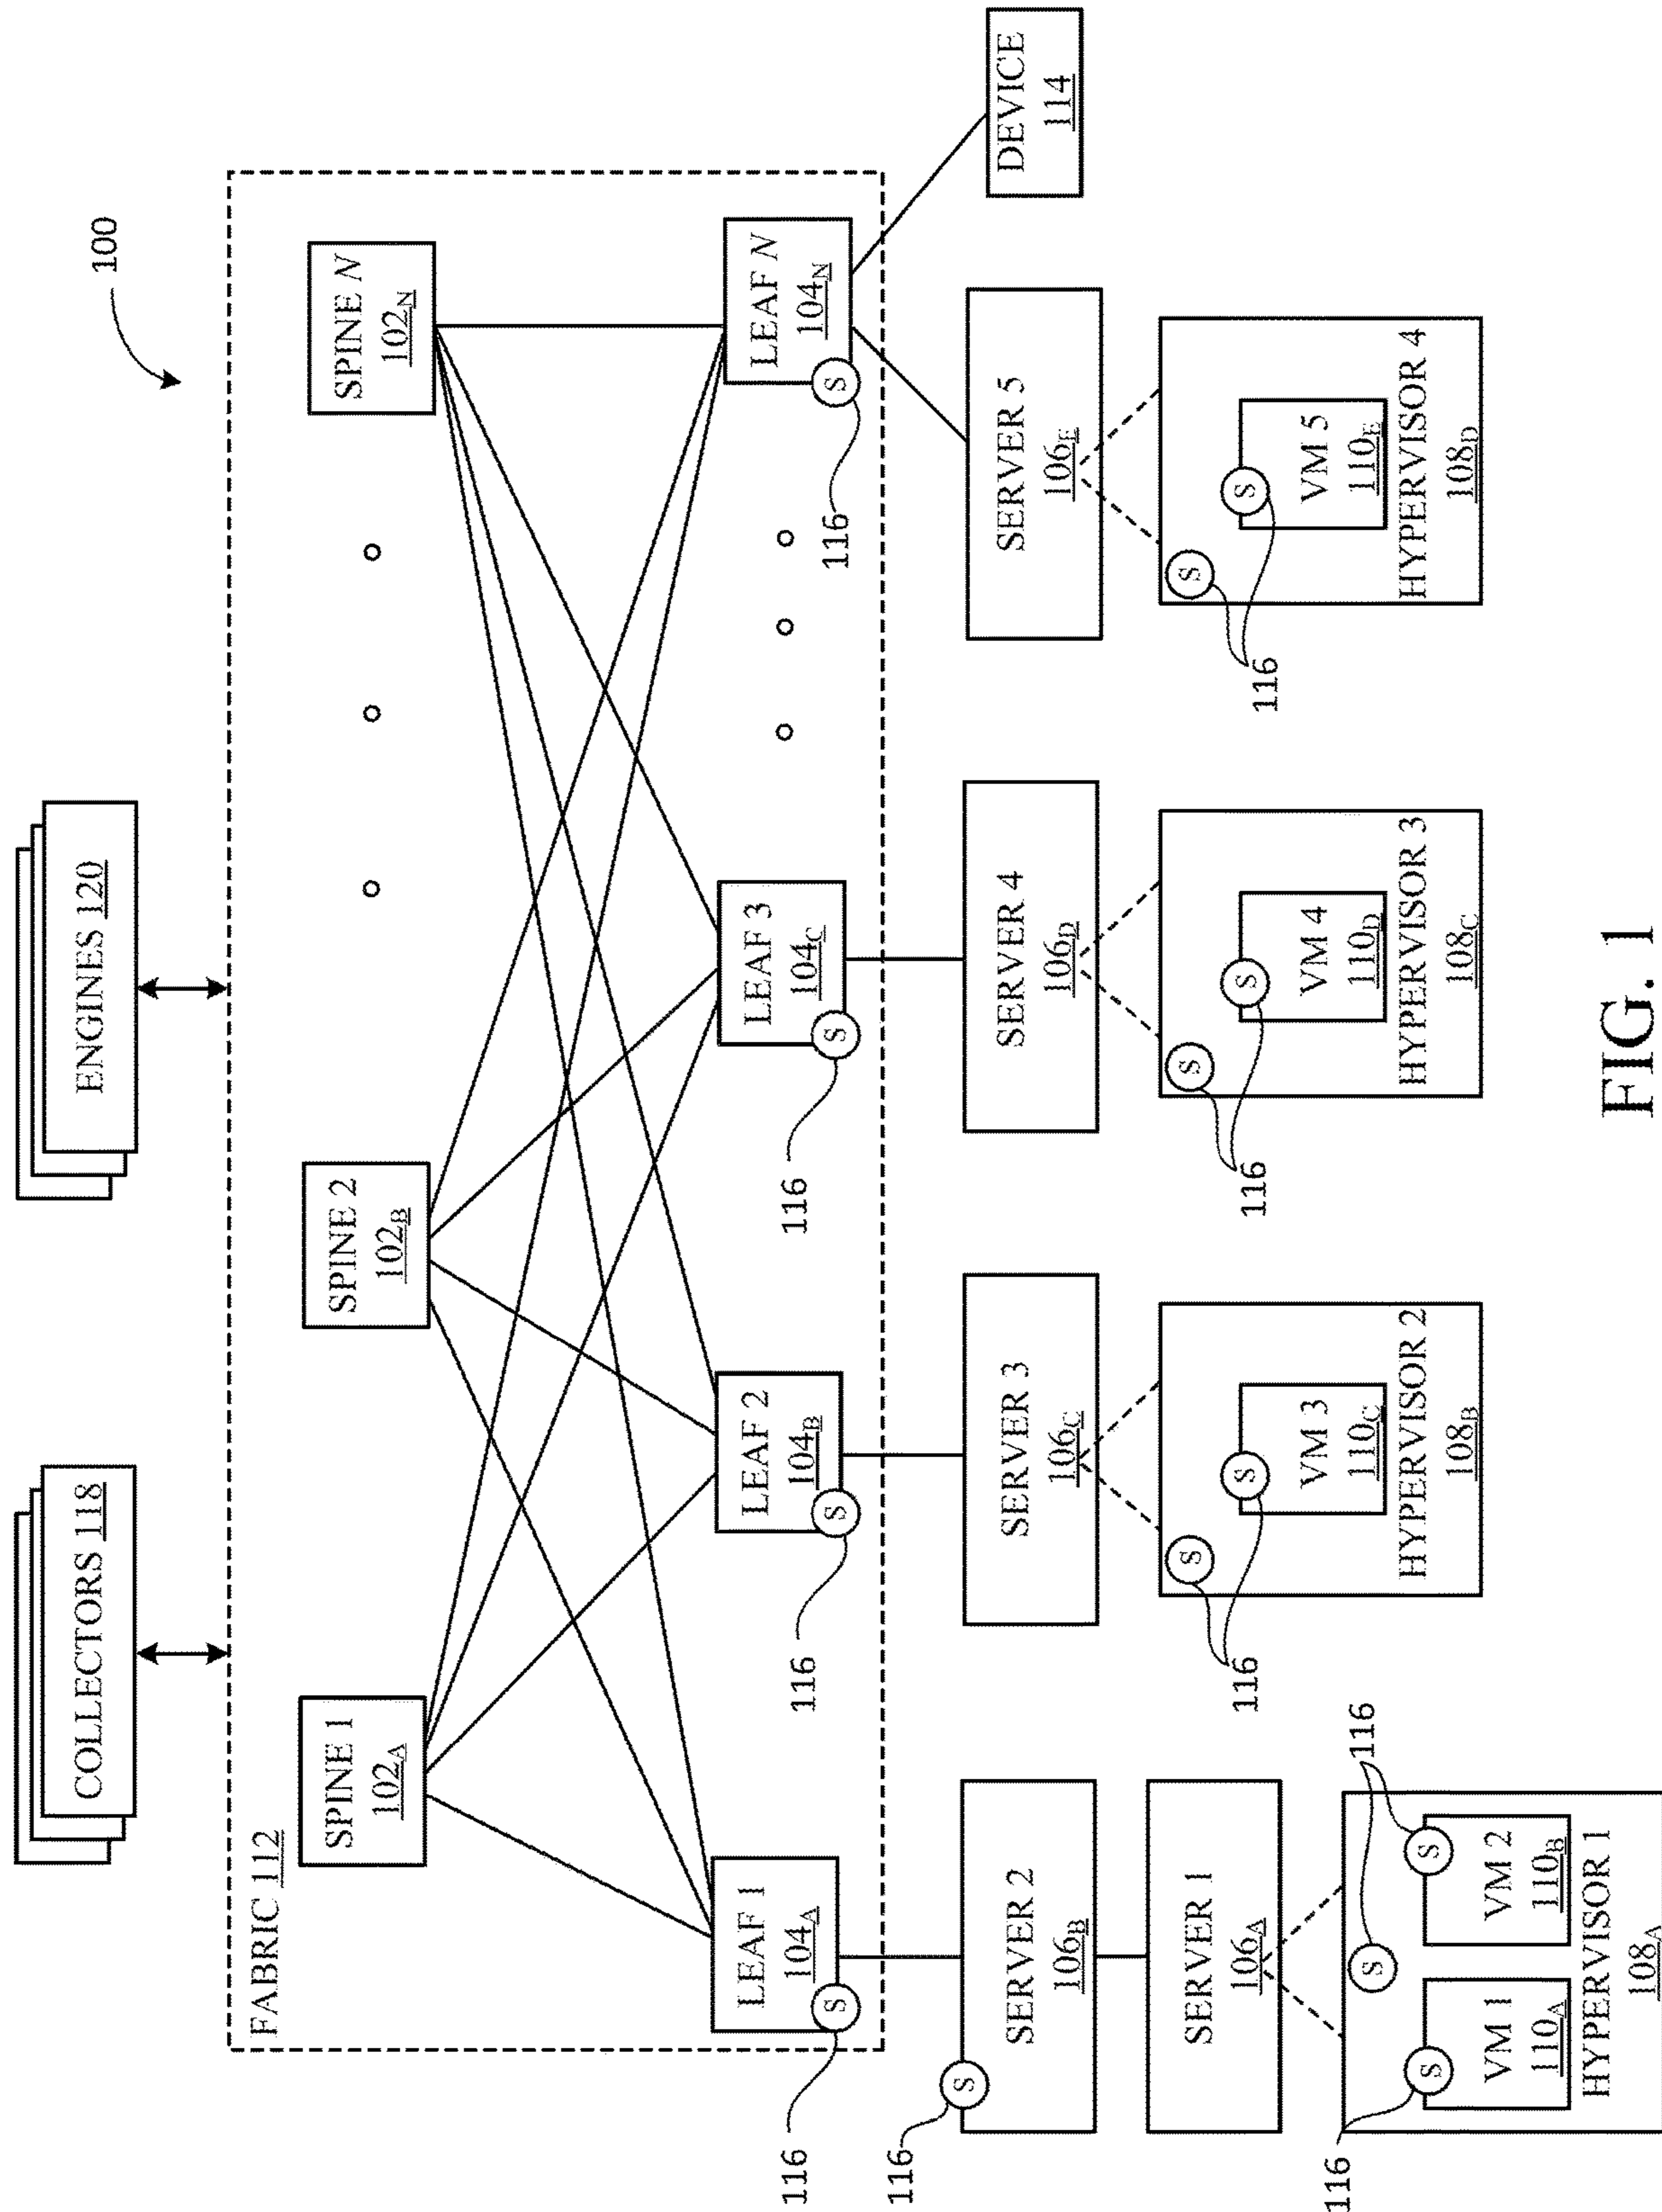 100
COLLECTORS 118
ENGINES 120
FABRIC 112
SPINE 1
102A
SPINE 2
102B
SPINE N
102N
LEAF 1
104A
S
116
LEAF 2
104B
S
116
LEAF 3
104C
S
116
LEAF N
104N
S
116
116
S
SERVER 2
106B
SERVER 3
106C
SERVER 4
106D
SERVER 5
106E
DEVICE
114
SERVER 1
106A
116
S
VM 1
110A
S
S
VM 2
110B
116
HYPERVISOR 1
108A
S
S
116
VM 3
110C
HYPERVISOR 2
108B
S
S
116
VM 4
110D
HYPERVISOR 3
108C
S
S
116
VM 5
110E
HYPERVISOR 4
108D
FIG. 1